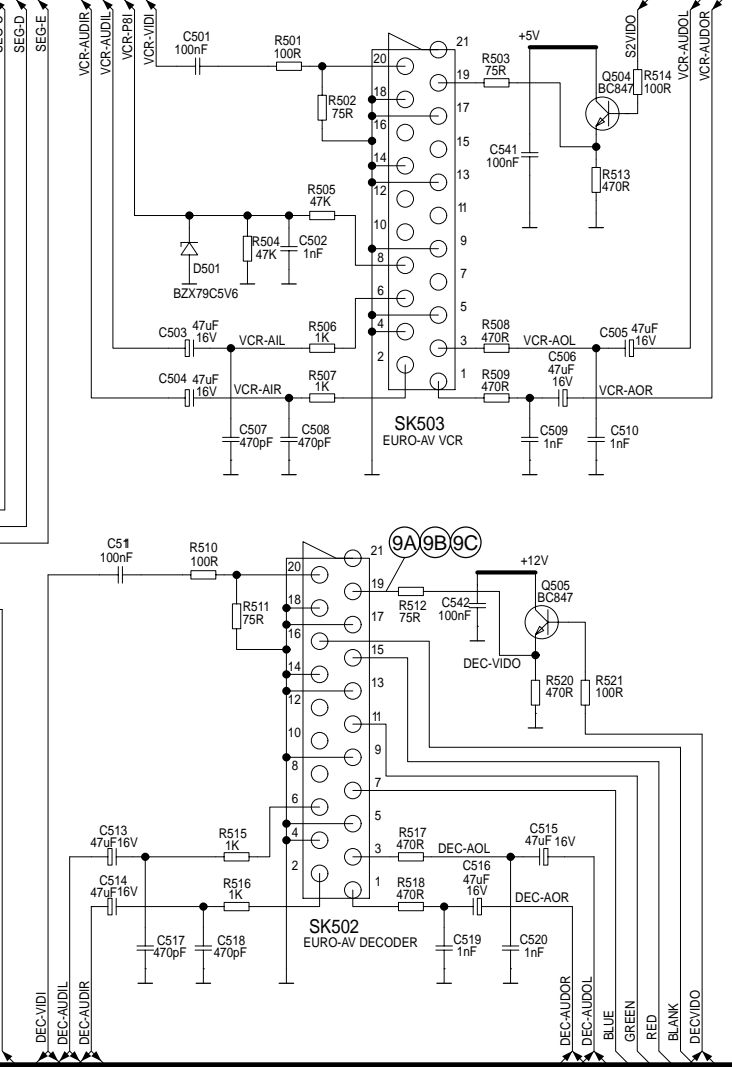 SEG-D
SEG-E
VCR-AUDIR
VCR-AUDIL
VCR-P8I
VCR-VIDI
C501
100nF
R501
100R
R502
75R
20
18
16
14
12
10
8
6
4
2
21
19
17
15
13
11
9
7
5
3
1
R503
75R
+5V
S2VIDO
VCR-AUDOL
VCR-AUDOR
Q504
BC847
R514
100R
C541
100nF
R513
470R
R505
47K
R504
47K
C502
1nF
D501
BZX79C5V6
C503
47uF
16V
VCR-AIL
R506
1K
C504
47uF
16V
VCR-AIR
R507
1K
C507
470pF
C508
470pF
R508
470R
VCR-AOL
C505
47uF
16V
R509
470R
C506
47uF
16V
VCR-AOR
C509
1nF
C510
1nF
SK503
EURO-AV VCR
C511
100nF
R510
100R
R511
75R
20
18
16
14
12
10
8
6
4
2
21
19
17
15
13
11
9
7
5
3
1
9A 9B 9C
R512
75R
C542
100nF
+12V
Q505
BC847
DEC-VIDO
R520
470R
R521
100R
C513
47uF16V
R515
1K
C514
47uF16V
R516
1K
C517
470pF
C518
470pF
R517
470R
DEC-AOL
C515
47uF 16V
R518
470R
C516
47uF
16V
DEC-AOR
C519
1nF
C520
1nF
SK502
EURO-AV DECODER
DEC-VIDI
DEC-AUDIL
DEC-AUDIR
DEC-AUDOR
DEC-AUDOL
BLUE
GREEN
RED
BLANK
DECVIDO